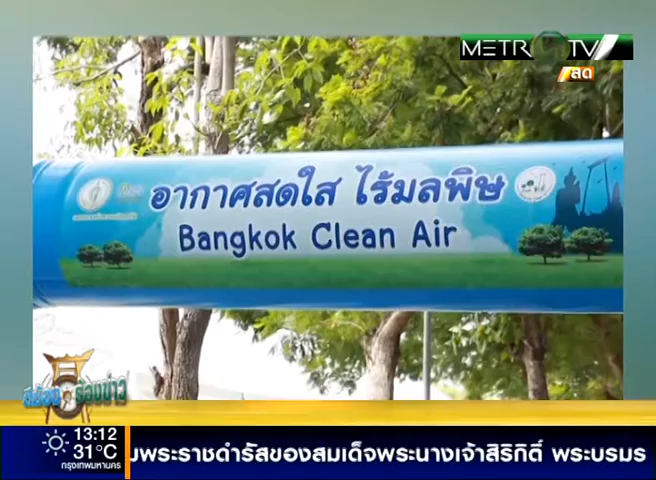 METR TV
สด
อากาศสดใส ไร้มลพิษ
Bangkok Clean Air
13:12
31°C
กรุงเทพมหานคร
มพระราชดำรัสของสมเด็จพระนางเจ้าสิริกิติ์ พระบรมร